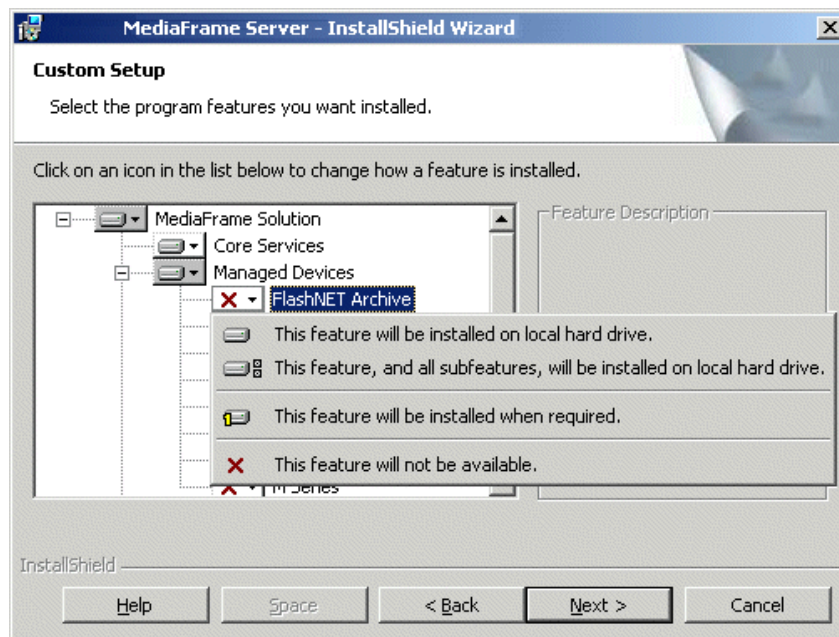 MediaFrame Server - InstallShield Wizard
Custom Setup
Select the program features you want installed.
Click on an icon in the list below to change how a feature is installed.
MediaFrame Solution
Core Services
Managed Devices
FlashNET Archive
Feature Description
This feature will be installed on local hard drive.
This feature, and all subfeatures, will be installed on local hard drive.
This feature will be installed when required.
This feature will not be available.
M Series
InstallShield
Help
Space
< Back
Next >
Cancel